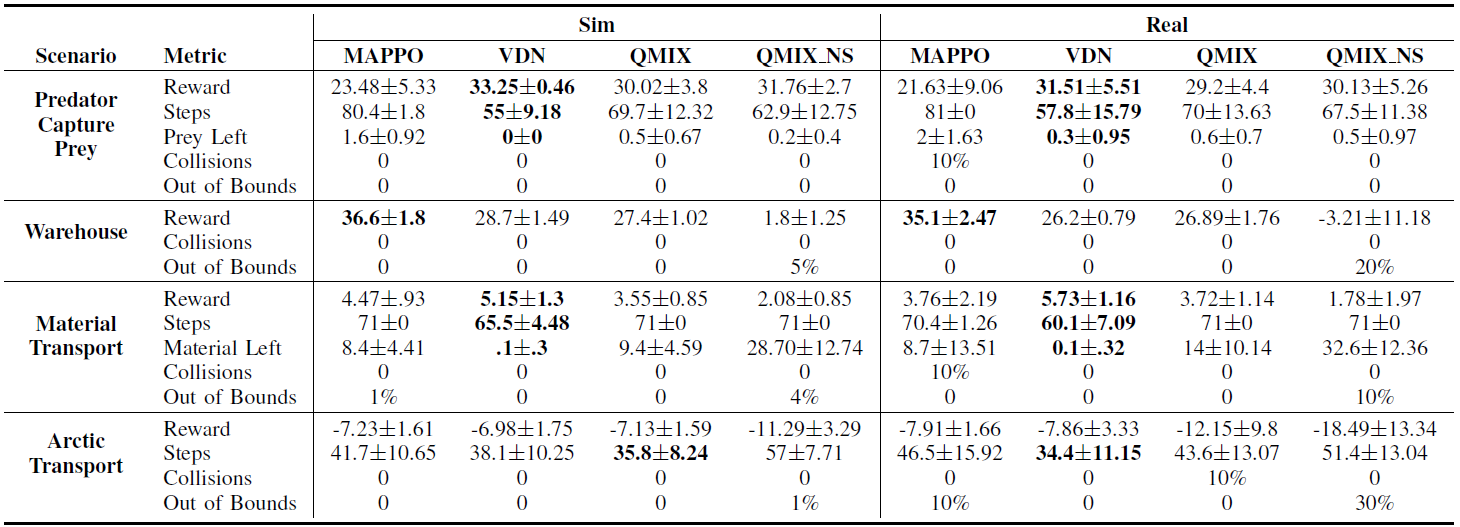 Sim Real
Scenario Metric MAPPO VDN QMIX QMIX_NS MAPPO VDN QMIX QMIX_NS
Predator Capture Prey Reward 23.48±5.33 33.25±0.46 30.02±3.8 31.76±2.7 21.63±9.06 31.51±5.51 29.2±4.4 30.13±5.26
Steps 80.4±1.8 55±9.18 69.7±12.32 62.9±12.75 81±0 57.8±15.79 70±13.63 67.5±11.38
Prey Left 1.6±0.92 0±0 0.5±0.67 0.2±0.4 2±1.63 0.3±0.95 0.6±0.7 0.5±0.97
Collisions 0 0 0 0 10% 0 0 0
Out of Bounds 0 0 0 0 0 0 0 0
Warehouse Reward 36.6±1.8 28.7±1.49 27.4±1.02 1.8±1.25 35.1±2.47 26.2±0.79 26.89±1.76 -3.21±11.18
Collisions 0 0 0 0 0 0 0 0
Out of Bounds 0 0 0 5% 0 0 0 20%
Material Transport Reward 4.47±.93 5.15±1.3 3.55±0.85 2.08±0.85 3.76±2.19 5.73±1.16 3.72±1.14 1.78±1.97
Steps 71±0 65.5±4.48 71±0 71±0 70.4±1.26 60.1±7.09 71±0 71±0
Material Left 8.4±4.41 .1±.3 9.4±4.59 28.70±12.74 8.7±13.51 0.1±.32 14±10.14 32.6±12.36
Collisions 0 0 0 0 10% 0 0 0
Out of Bounds 1% 0 0 4% 0 0 0 10%
Arctic Transport Reward -7.23±1.61 -6.98±1.75 -7.13±1.59 -11.29±3.29 -7.91±1.66 -7.86±3.33 -12.15±9.8 -18.49±13.34
Steps 41.7±10.65 38.1±10.25 35.8±8.24 57±7.71 46.5±15.92 34.4±11.15 43.6±13.07 51.4±13.04
Collisions 0 0 0 0 0 0 10% 0
Out of Bounds 0 0 0 1% 10% 0 0 30%